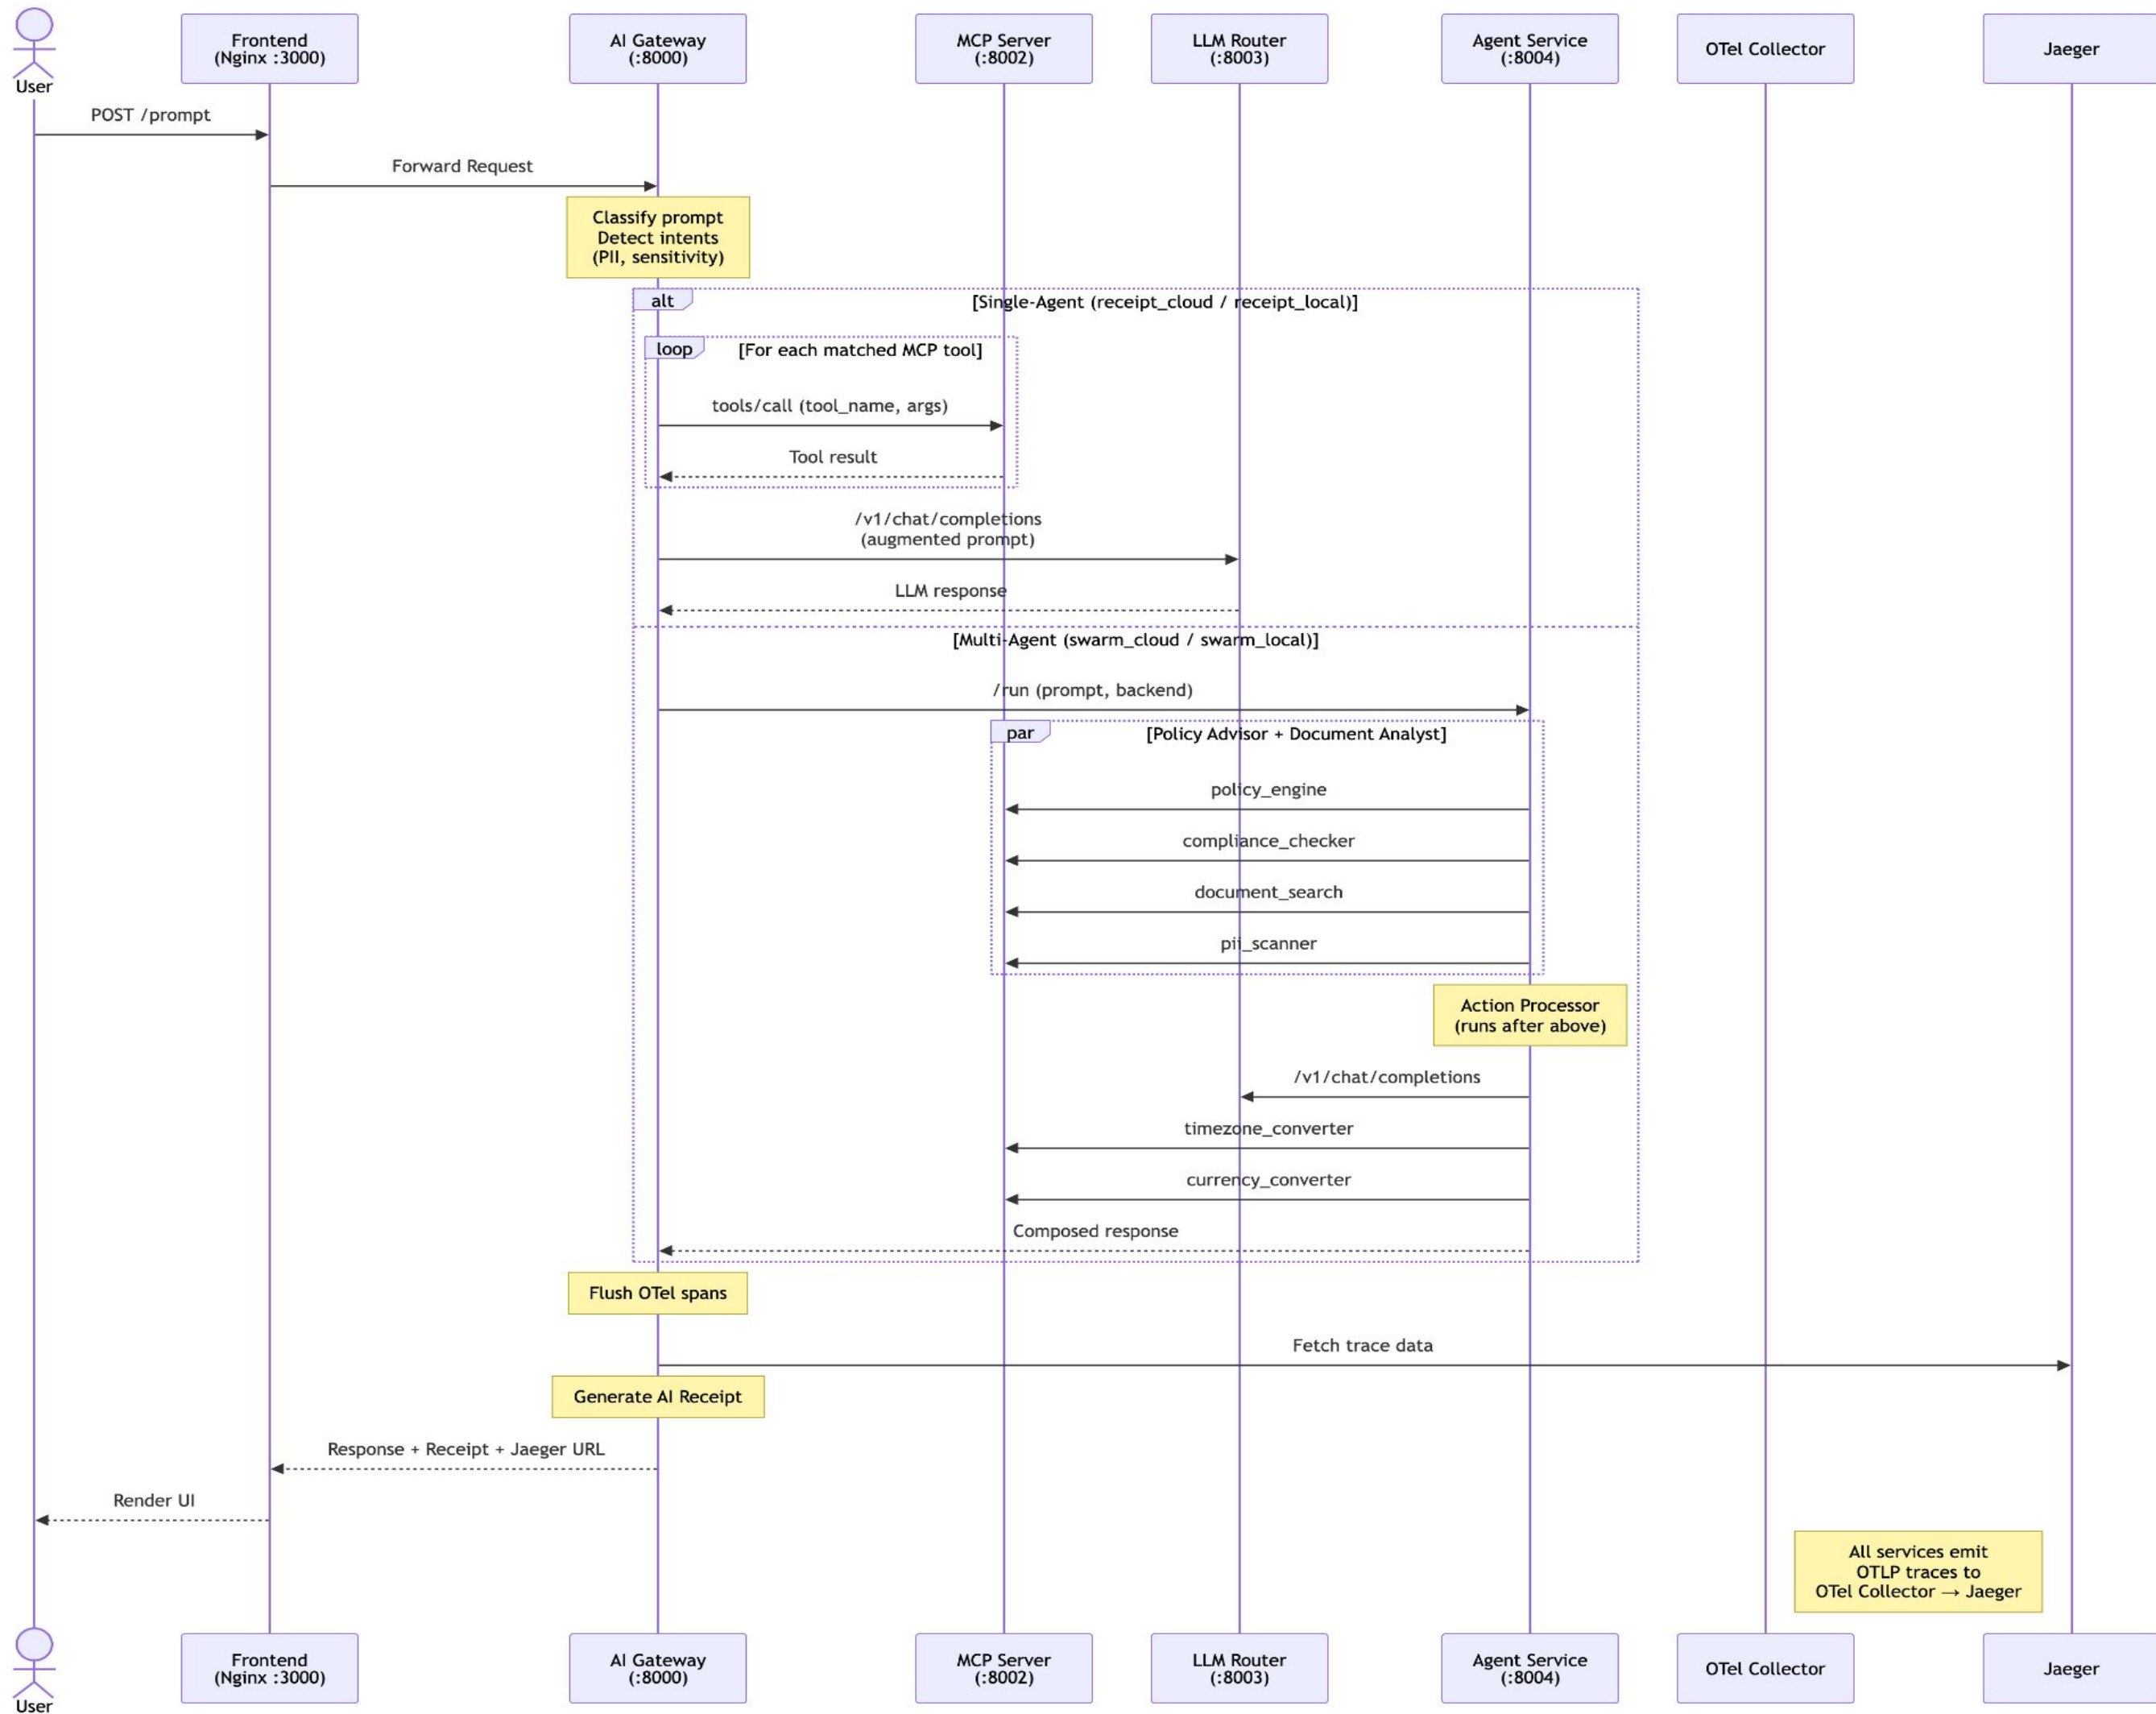 User
Frontend
(Nginx :3000)
AI Gateway
(:8000)
MCP Server
(:8002)
LLM Router
(:8003)
Agent Service
(:8004)
OTel Collector
Jaeger
POST /prompt
Forward Request
Classify prompt
Detect intents
(PII, sensitivity)
alt
[Single-Agent (receipt_cloud / receipt_local)]
loop
[For each matched MCP tool]
tools/call (tool_name, args)
Tool result
/v1/chat/completions
(augmented prompt)
LLM response
[Multi-Agent (swarm_cloud / swarm_local)]
/run (prompt, backend)
par
[Policy Advisor + Document Analyst]
policy_engine
compliance_checker
document_search
pii_scanner
Action Processor
(runs after above)
/v1/chat/completions
timezone_converter
currency_converter
Composed response
Flush OTel spans
Fetch trace data
Generate AI Receipt
Response + Receipt + Jaeger URL
Render UI
All services emit
OTLP traces to
OTel Collector → Jaeger
User
Frontend
(Nginx :3000)
AI Gateway
(:8000)
MCP Server
(:8002)
LLM Router
(:8003)
Agent Service
(:8004)
OTel Collector
Jaeger